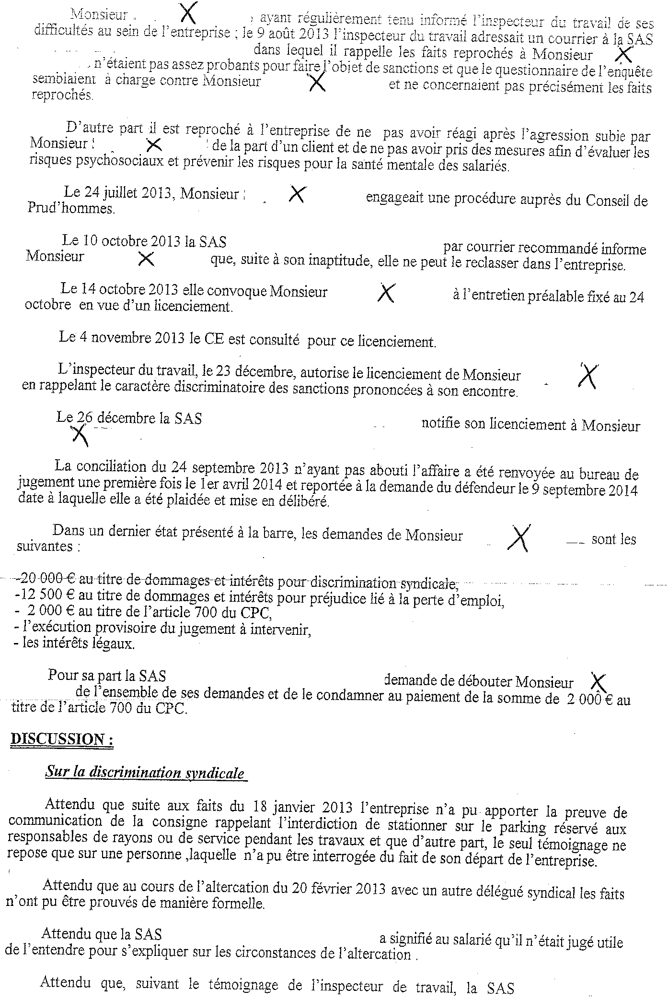 Monsieur X ayant régulièrement tenu informé l'inspecteur du travail de ses
difficultés au sein de l'entreprise ; le 9 août 2013 l'inspecteur du travail adressait un courrier à la SAS
dans lequel il rappelle les faits reprochés à Monsieur X
n'étaient pas assez probants pour faire l'objet de sanctions et que le questionnaire de l'enquête
semblaient à charge contre Monsieur X et ne concernaient pas précisément les faits
reprochés.
D'autre part il est reproché à l'entreprise de ne pas avoir réagi après l'agression subie par
Monsieur X de la part d'un client et de ne pas avoir pris des mesures afin d'évaluer les
risques psychosociaux et prévenir les risques pour la santé mentale des salariés.
Le 24 juillet 2013, Monsieur X engageait une procédure auprès du Conseil de
Prud'hommes.
Le 10 octobre 2013 la SAS par courrier recommandé informe
Monsieur X que, suite à son inaptitude, elle ne peut le reclasser dans l'entreprise.
Le 14 octobre 2013 elle convoque Monsieur X à l'entretien préalable fixé au 24
octobre en vue d'un licenciement.
Le 4 novembre 2013 le CE est consulté pour ce licenciement.
L'inspecteur du travail, le 23 décembre, autorise le licenciement de Monsieur X
en rappelant le caractère discriminatoire des sanctions prononcées à son encontre.
Le 26 décembre la SAS notifie son licenciement à Monsieur
X
La conciliation du 24 septembre 2013 n'ayant pas abouti l'affaire a été renvoyée au bureau de
jugement une première fois le 1er avril 2014 et reportée à la demande du défendeur le 9 septembre 2014
date à laquelle elle a été plaidée et mise en délibéré.
Dans un dernier état présenté à la barre, les demandes de Monsieur X sont les
suivantes :
-20 000 € au titre de dommages et intérêts pour discrimination syndicale,
-12 500 € au titre de dommages et intérêts pour préjudice lié à la perte d'emploi,
- 2 000 € au titre de l'article 700 du CPC,
- l'exécution provisoire du jugement à intervenir,
- les intérêts légaux.
Pour sa part la SAS demande de débouter Monsieur X
de l'ensemble de ses demandes et de le condamner au paiement de la somme de 2 000 € au
titre de l'article 700 du CPC.
DISCUSSION :
Sur la discrimination syndicale
Attendu que suite aux faits du 18 janvier 2013 l'entreprise n'a pu apporter la preuve de
communication de la consigne rappelant l'interdiction de stationner sur le parking réservé aux
responsables de rayons ou de service pendant les travaux et que d'autre part, le seul témoignage ne
repose que sur une personne ,laquelle n'a pu être interrogée du fait de son départ de l'entreprise.
Attendu que au cours de l'altercation du 20 février 2013 avec un autre délégué syndical les faits
n'ont pu être prouvés de manière formelle.
Attendu que la SAS a signifié au salarié qu'il n'était jugé utile
de l'entendre pour s'expliquer sur les circonstances de l'altercation .
Attendu que, suivant le témoignage de l'inspecteur de travail, la SAS